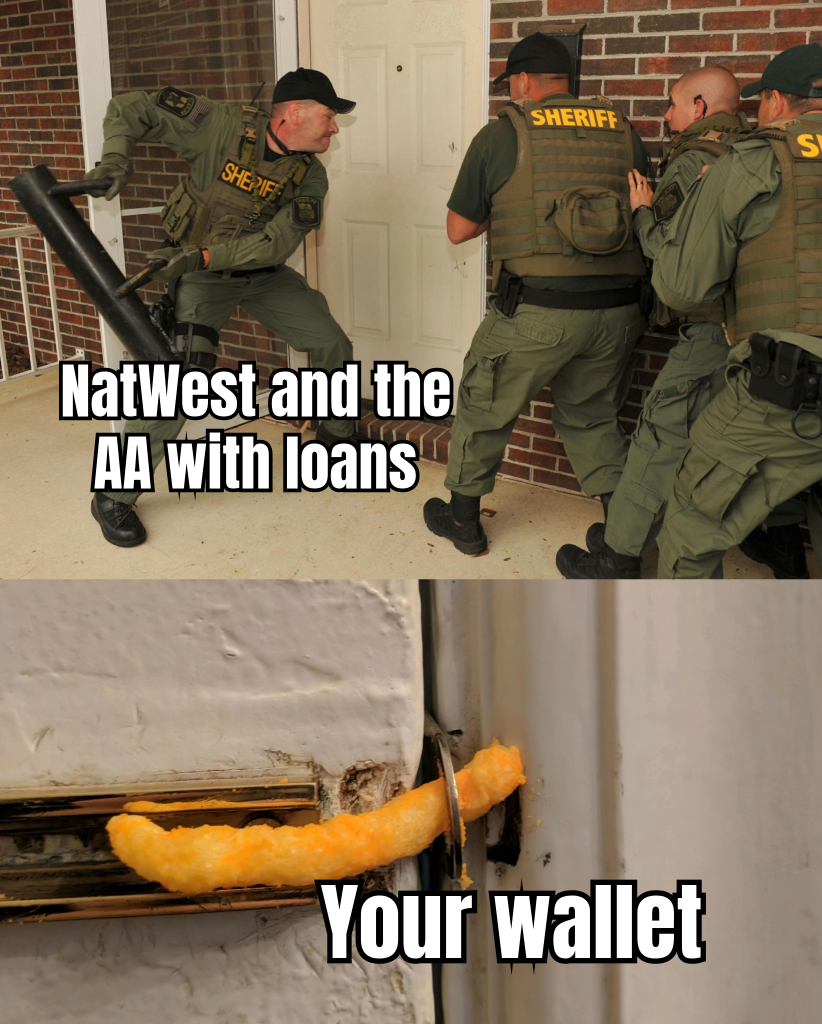 SHERIFF
SHERIFF
NatWest and the
AA with loans
Your wallet